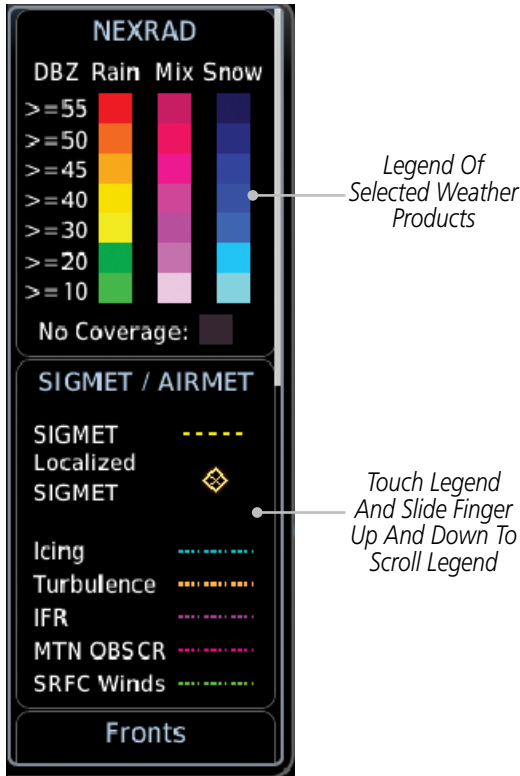 NEXRAD
DBZ Rain Mix Snow
>=55
>=50
>=45
>=40
>=30
>=20
>=10
No Coverage:
Legend Of
Selected Weather
Products
SIGMET / AIRMET
SIGMET
Localized
SIGMET
Icing
Turbulence
IFR
MTN OBSCR
SRFC Winds
Touch Legend
And Slide Finger
Up And Down To
Scroll Legend
Fronts